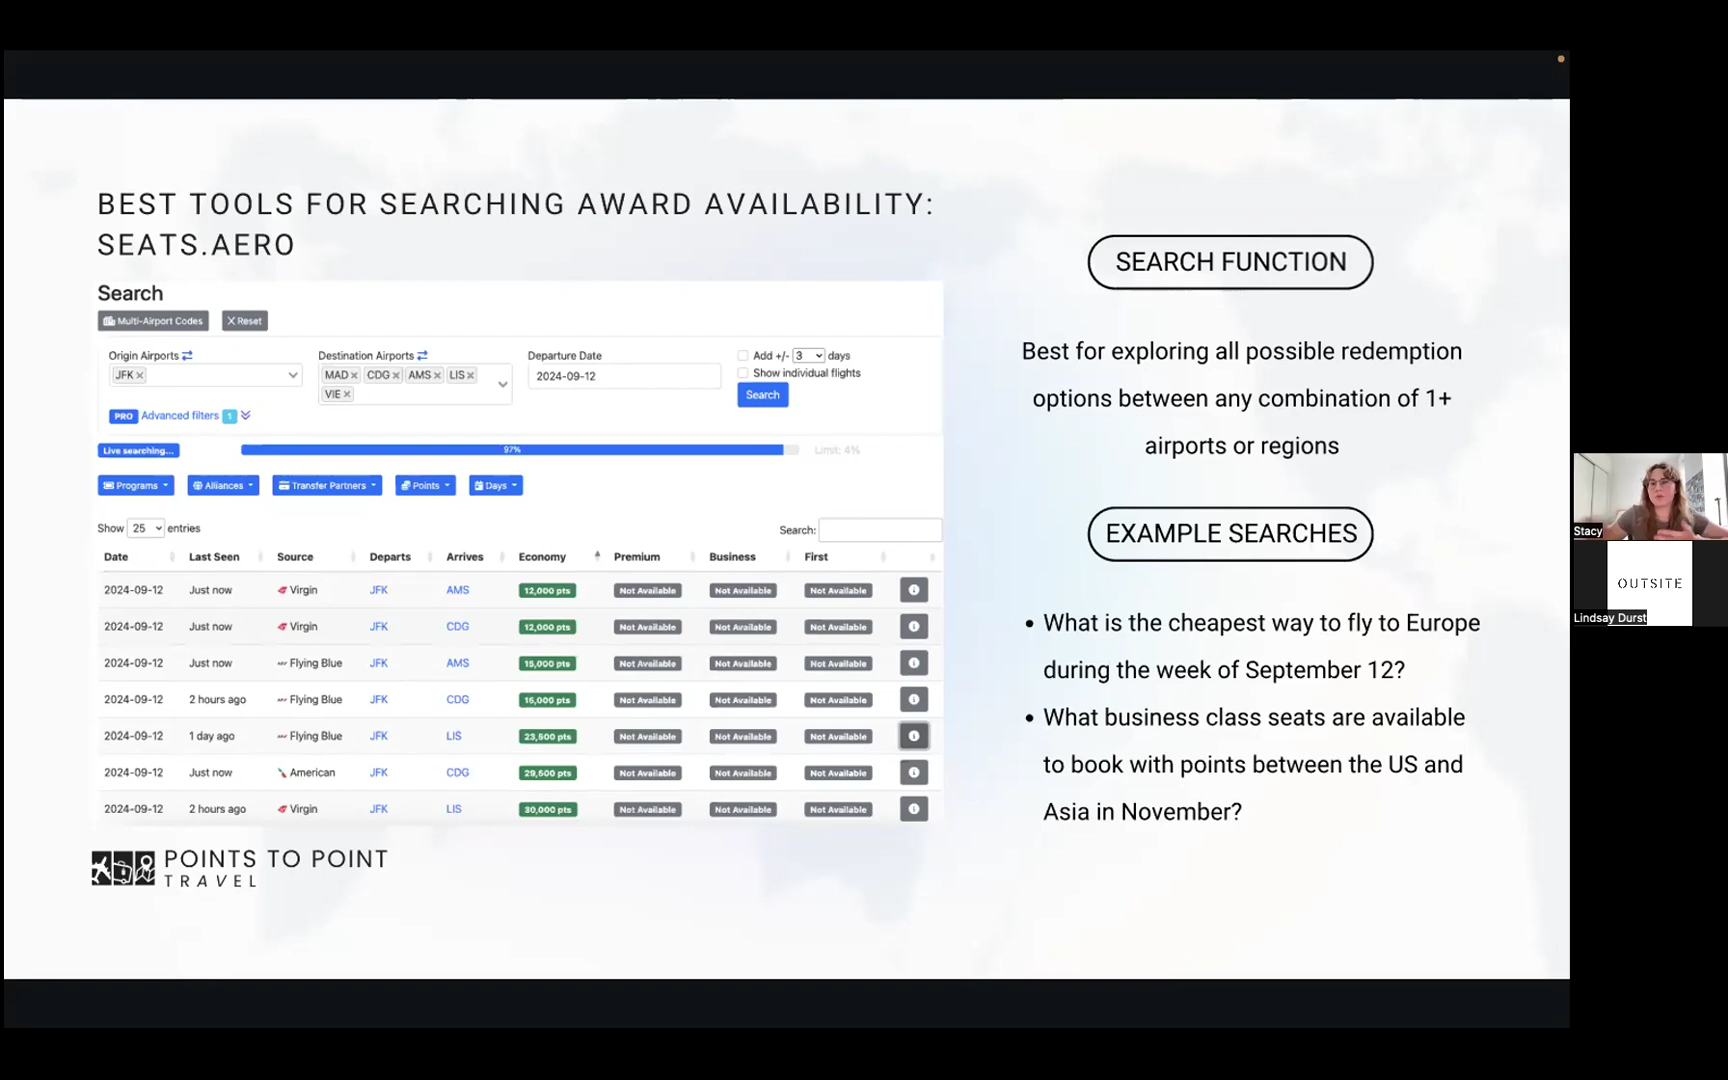 BEST TOOLS FOR SEARCHING AWARD AVAILABILITY:
SEATS.AERO
Search
Multi-Airport Codes
X Reset
Origin Airports
Destination Airports
Departure Date
Add +/- 3 days
Show individual flights
JFK ×
MAD × CDG × AMS × LIS ×
VIE ×
2024-09-12
Search
PRO Advanced filters 1
Live searching...
97%
Limit: 4%
Programs
Alliances
Transfer Partners
Points
Days
Show 25 entries
Search:
Date Last Seen Source Departs Arrives Economy Premium Business First
2024-09-12 Just now Virgin JFK AMS 12,000 pts Not Available Not Available Not Available
2024-09-12 Just now Virgin JFK CDG 12,000 pts Not Available Not Available Not Available
2024-09-12 Just now Flying Blue JFK AMS 15,000 pts Not Available Not Available Not Available
2024-09-12 2 hours ago Flying Blue JFK CDG 15,000 pts Not Available Not Available Not Available
2024-09-12 1 day ago Flying Blue JFK LIS 23,500 pts Not Available Not Available Not Available
2024-09-12 Just now American JFK CDG 29,500 pts Not Available Not Available Not Available
2024-09-12 2 hours ago Virgin JFK LIS 30,000 pts Not Available Not Available Not Available
POINTS TO POINT
TRAVEL
SEARCH FUNCTION
Best for exploring all possible redemption
options between any combination of 1+
airports or regions
EXAMPLE SEARCHES
• What is the cheapest way to fly to Europe
during the week of September 12?
• What business class seats are available
to book with points between the US and
Asia in November?
Stacy
OUTSITE
Lindsay Durst